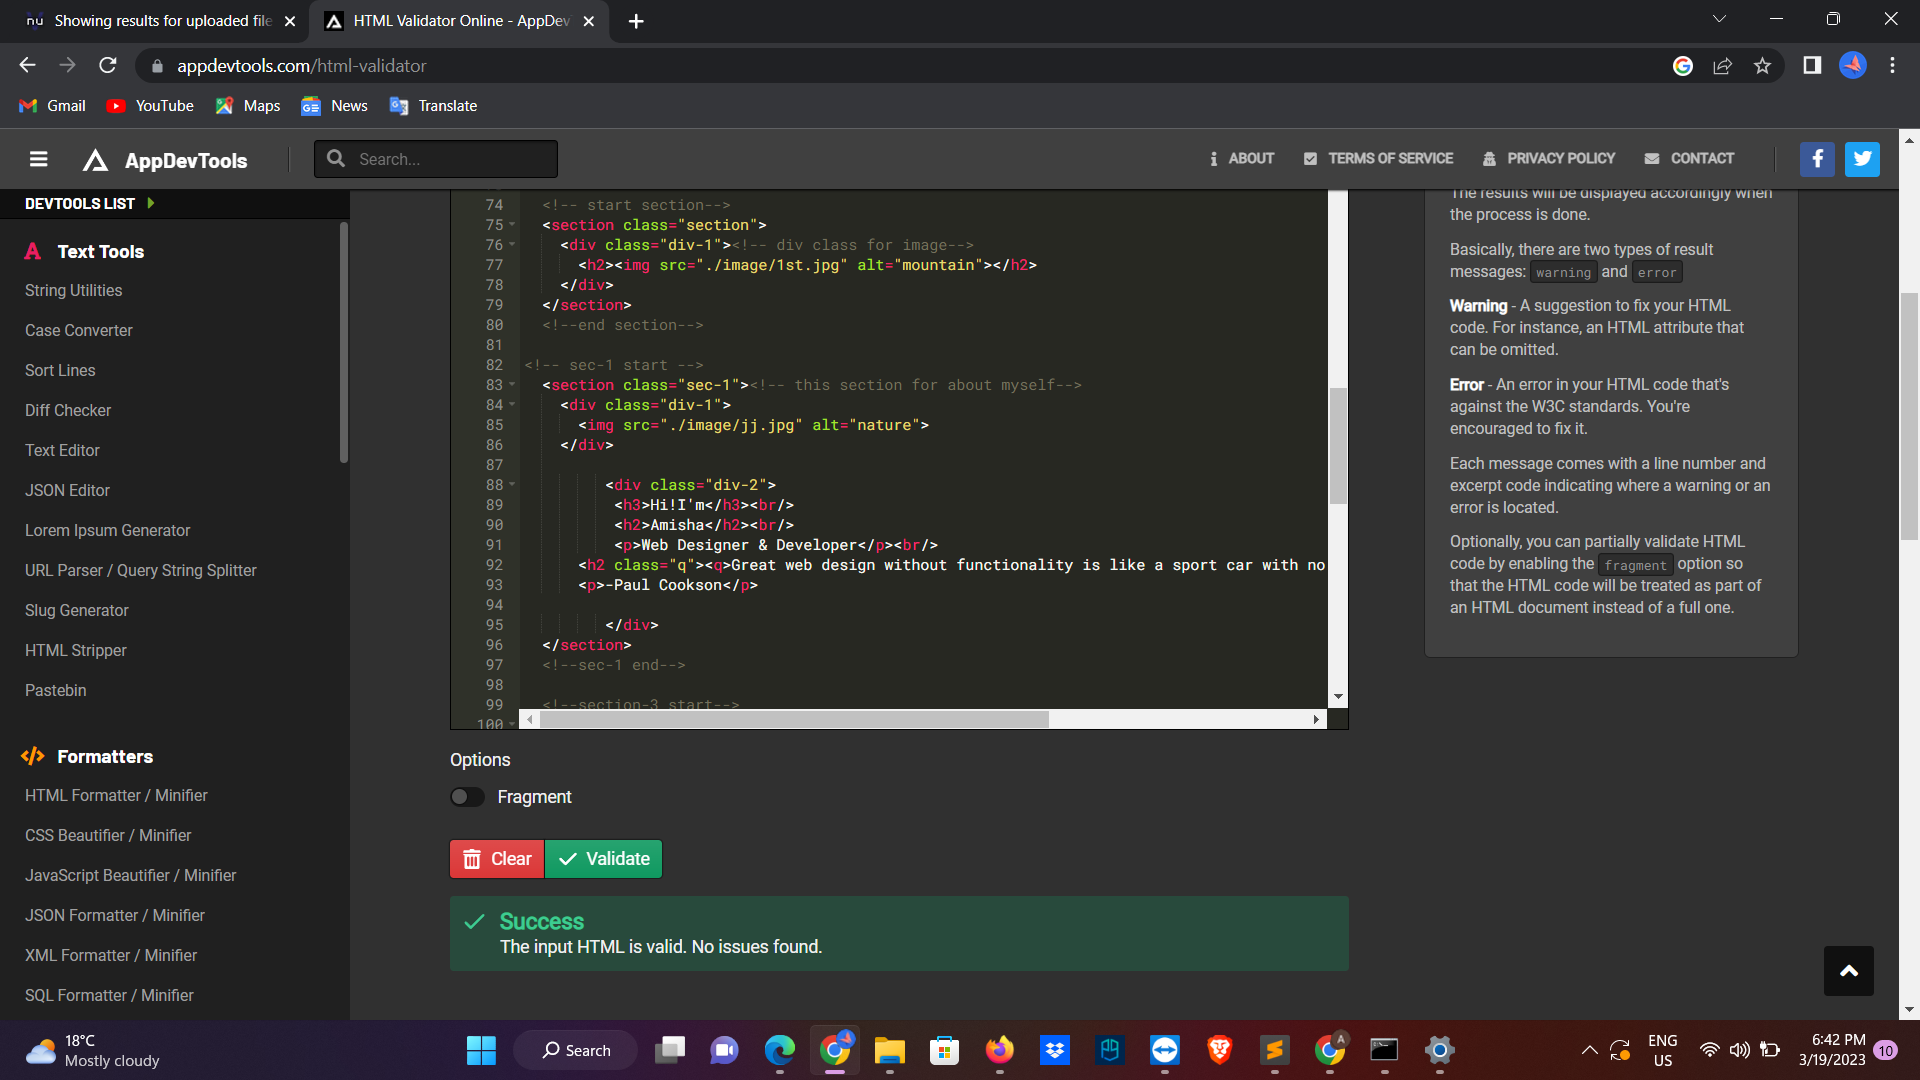 nu Showing results for uploaded file
HTML Validator Online - AppDev
appdevtools.com/html-validator
Gmail YouTube Maps News Translate
AppDevTools
Search...
ABOUT TERMS OF SERVICE PRIVACY POLICY CONTACT
DEVTOOLS LIST
Text Tools
String Utilities
Case Converter
Sort Lines
Diff Checker
Text Editor
JSON Editor
Lorem Ipsum Generator
URL Parser / Query String Splitter
Slug Generator
HTML Stripper
Pastebin
Formatters
HTML Formatter / Minifier
CSS Beautifier / Minifier
JavaScript Beautifier / Minifier
JSON Formatter / Minifier
XML Formatter / Minifier
SQL Formatter / Minifier
74 <!-- start section-->
75 <section class="section">
76 <div class="div-1"><!-- div class for image-->
77 <h2><img src="./image/1st.jpg" alt="mountain"></h2>
78 </div>
79 </section>
80 <!--end section-->
81
82 <!-- sec-1 start -->
83 <section class="sec-1"><!-- this section for about myself-->
84 <div class="div-1">
85 <img src="./image/jj.jpg" alt="nature">
86 </div>
87
88 <div class="div-2">
89 <h3>Hi!I'm</h3><br/>
90 <h2>Amisha</h2><br/>
91 <p>Web Designer & Developer</p><br/>
92 <h2 class="q"><q>Great web design without functionality is like a sport car with no
93 <p>-Paul Cookson</p>
94
95 </div>
96 </section>
97 <!--sec-1 end-->
98
99 <!--section-3 start-->
100
Options
Fragment
Clear Validate
Success
The input HTML is valid. No issues found.
The results will be displayed accordingly when
the process is done.
Basically, there are two types of result
messages: warning and error
Warning - A suggestion to fix your HTML
code. For instance, an HTML attribute that
can be omitted.
Error - An error in your HTML code that's
against the W3C standards. You're
encouraged to fix it.
Each message comes with a line number and
excerpt code indicating where a warning or an
error is located.
Optionally, you can partially validate HTML
code by enabling the fragment option so
that the HTML code will be treated as part of
an HTML document instead of a full one.
18°C
Mostly cloudy
Search
A
ENG
US
6:42 PM
3/19/2023
10